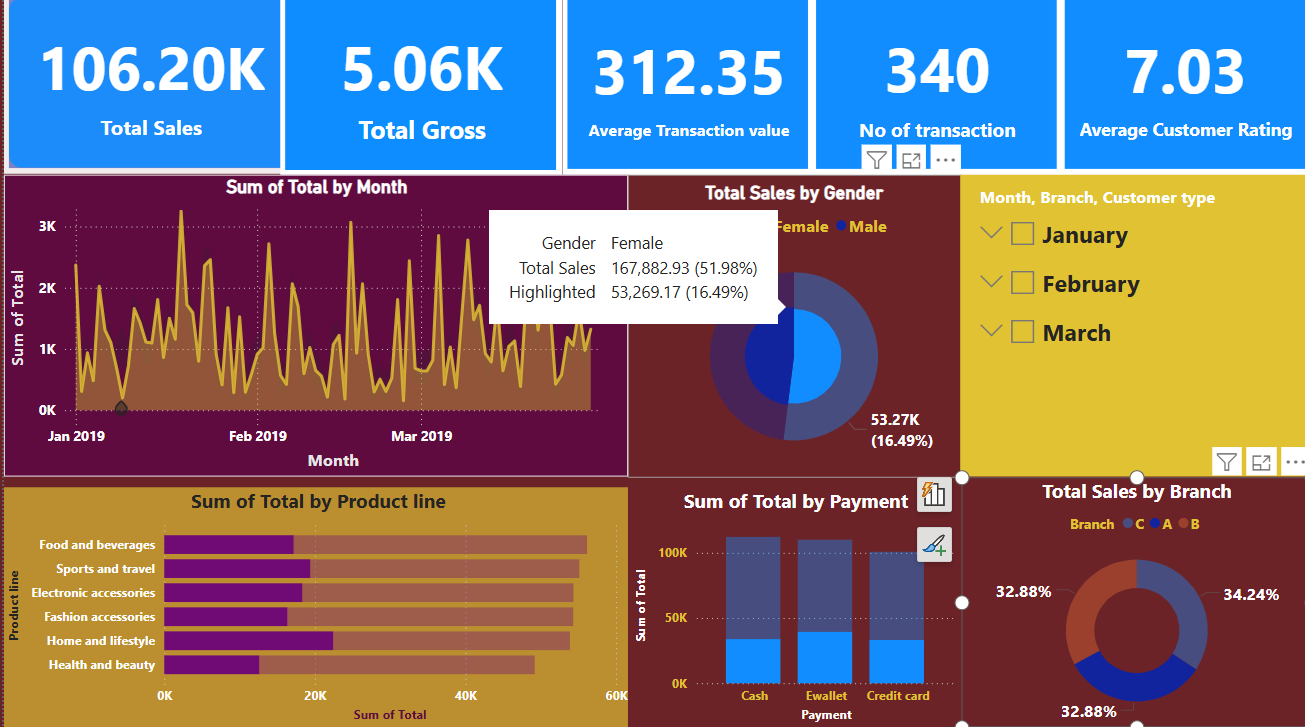 106.20K
Total Sales
5.06K
Total Gross
312.35
Average Transaction value
340
No of transaction
7.03
Average Customer Rating
Sum of Total by Month
3K
2K
1K
0K
Sum of Total
Jan 2019
Feb 2019
Mar 2019
Month
Total Sales by Gender
Female
Male
Gender Female
Total Sales 167,882.93 (51.98%)
Highlighted 53,269.17 (16.49%)
53.27K
(16.49%)
Month, Branch, Customer type
January
February
March
Sum of Total by Product line
Product line
Food and beverages
Sports and travel
Electronic accessories
Fashion accessories
Home and lifestyle
Health and beauty
0K
20K
40K
60K
Sum of Total
Sum of Total by Payment
Sum of Total
100K
50K
0K
Cash
Ewallet
Credit card
Payment
Total Sales by Branch
Branch C A B
32.88%
34.24%
32.88%